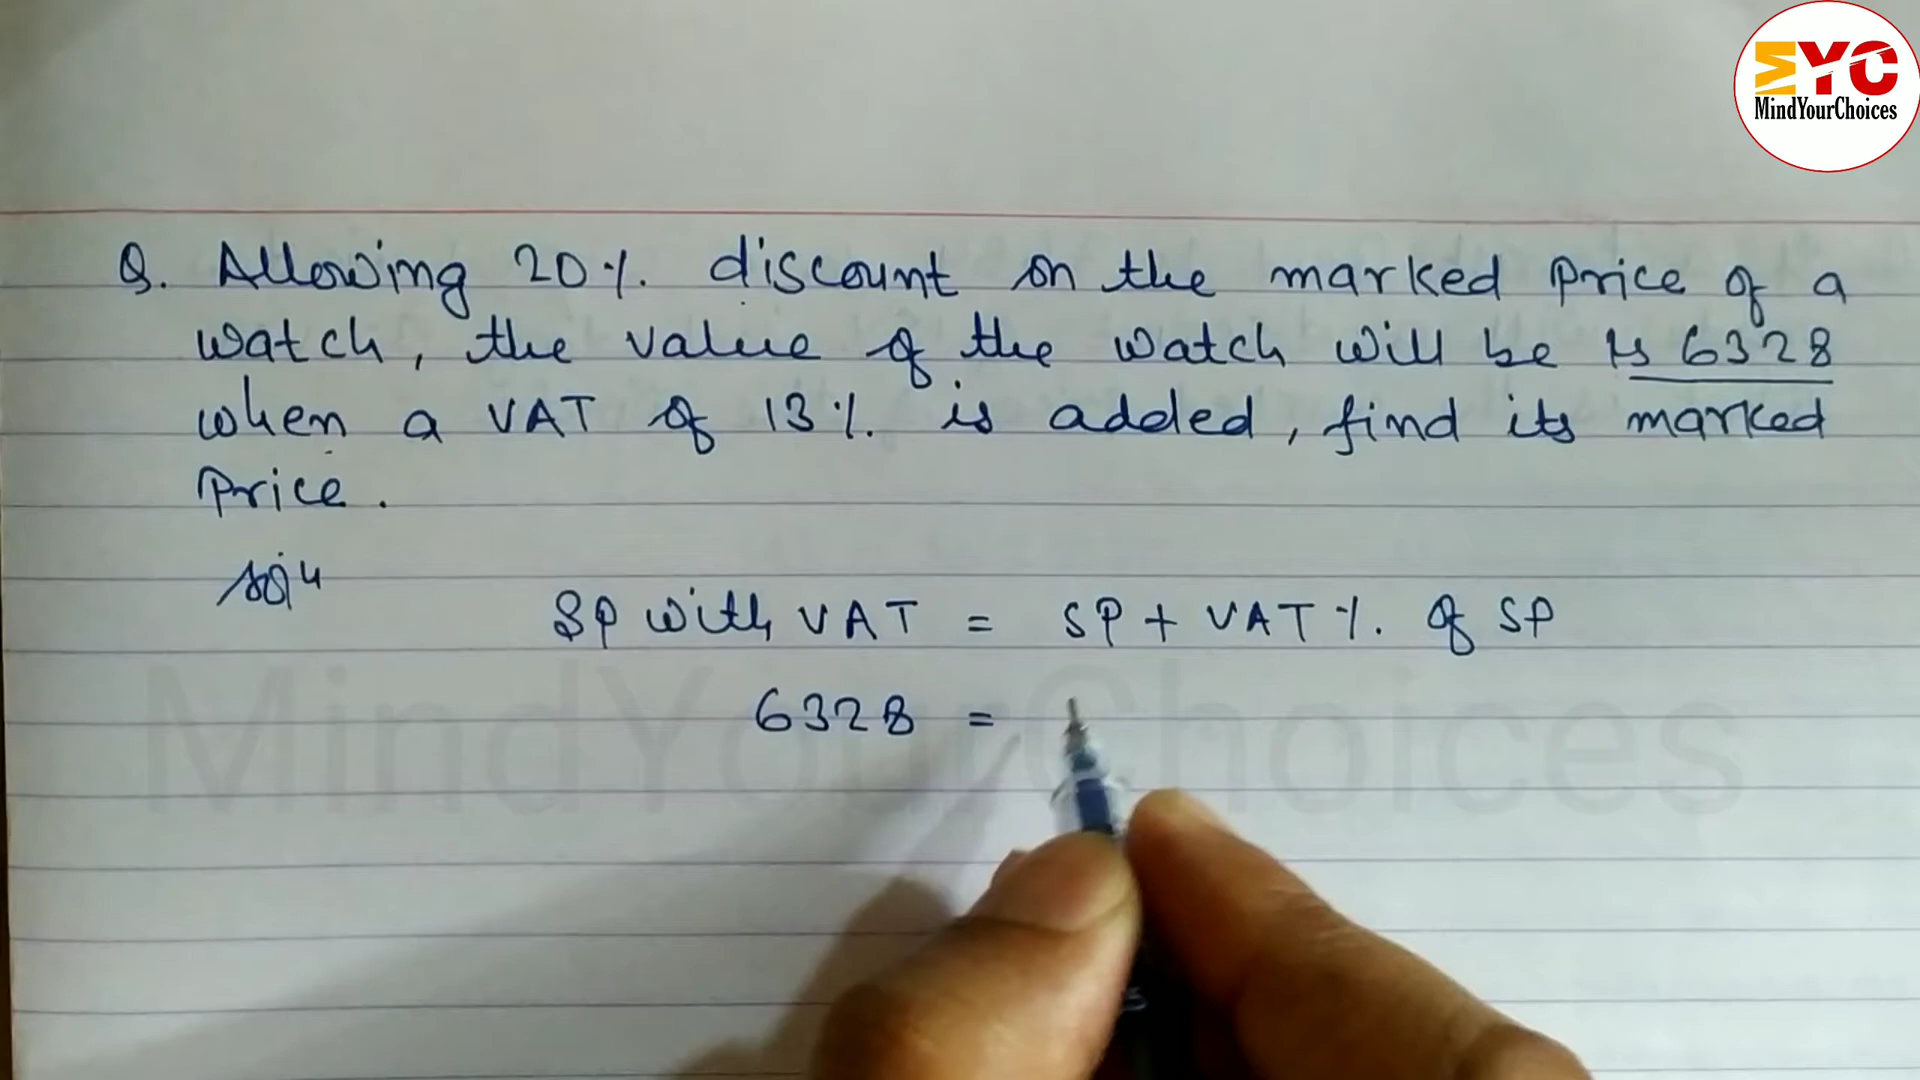 MYC
MindYourChoices
Q. Allowing 20%. discount on the marked price of a
watch, the value of the watch will be Rs 6328
when a VAT of 13%. is added, find its marked
price.
Solⁿ
SP with VAT = SP + VAT %. of SP
6328 =
MindYourChoices